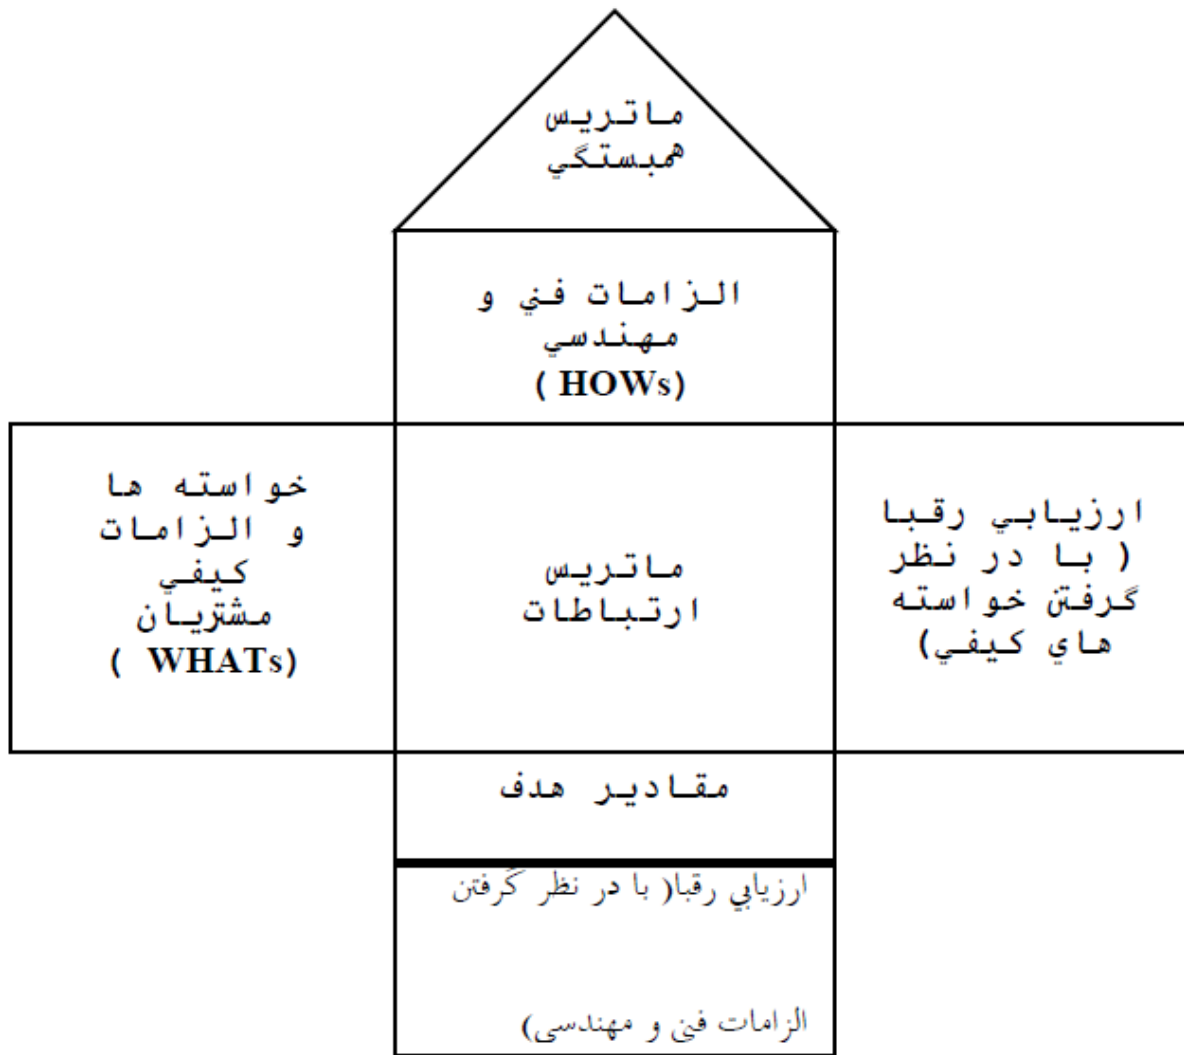 ماتريس
همبستگي
الزامات فني و
مهندسي
(HOWs )
خواسته ها
و الزامات
كيفي
مشتريان
(WHATs )
ماتريس
ارتباطات
ارزيابي رقبا
( با در نظر
گرفتن خواسته
هاي كيفي)
مقادير هدف
ارزيابي رقبا( با در نظر گرفتن
الزامات فني و مهندسي)